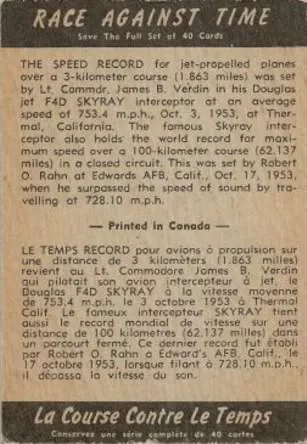 RACE AGAINST TIME
Save The Full Set of 40 Cards
THE SPEED RECORD for jet-propelled planes
over a 3-kilometer course (1.863 miles) was set
by Lt. Commdr. James B. Verdin in his Douglas
jet F4D SKYRAY interceptor at an average
speed of 753.4 m.p.h., Oct. 3, 1953, at Ther-
mal, California. The famous Skyray inter-
ceptor also holds the world record for maxi-
mum speed over a 100-kilometer course (62.137
miles) in a closed circuit. This was set by Robert
O. Rahn at Edwards AFB, Calif., Oct. 17, 1953,
when he surpassed the speed of sound by tra-
velling at 728.10 m.p.h.
— Printed in Canada —
LE TEMPS RECORD pour avions à propulsion sur
une distance de 3 kilomèters (1.863 milles)
revient au Lt. Commodore James B. Verdin
qui pilotait son avion intercepteur à jet, le
Douglas F4D SKYRAY à la vitesse moyenne
de 753.4 m.p.h. le 3 octobre 1953 à Thermal
Calif. Le fameux intercepteur SKYRAY tient
aussi le record mondial de vitesse sur une
distance de 100 kilometres (62.137 milles) dans
un parcourt fermé. Ce dernier record fut établi
par Robert O. Rahn a Edward's AFB, Calif., le
17 octobre 1953, lorsque filant à 728.10 m.p.h.,
il dépassa la vitesse du son.
La Course Contre Le Temps
Conservez une série complète de 40 cartes